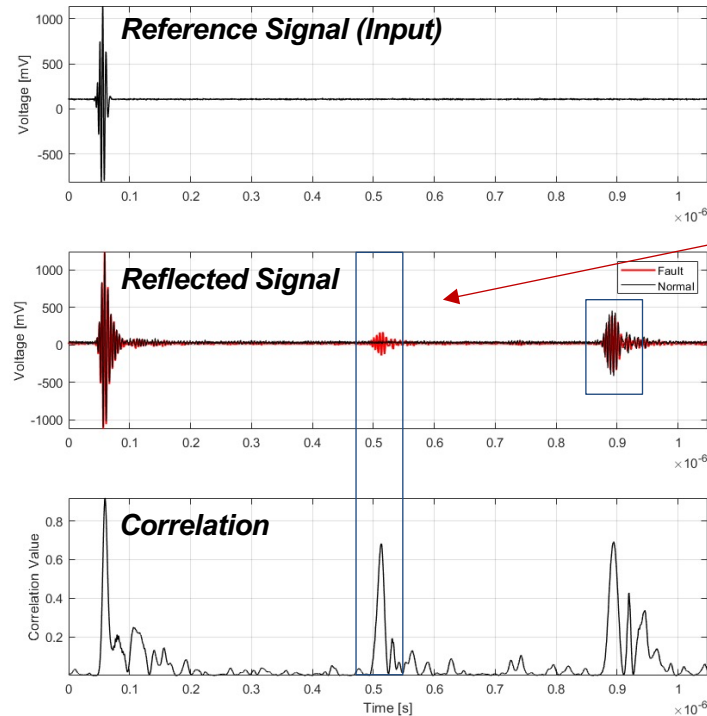 Reference Signal (Input)
Voltage [mV]
1000
500
0
-500
0 0.1 0.2 0.3 0.4 0.5 0.6 0.7 0.8 0.9 1
×10-6
Reflected Signal
Fault
Normal
Voltage [mV]
1000
500
0
-500
-1000
0 0.1 0.2 0.3 0.4 0.5 0.6 0.7 0.8 0.9 1
×10-6
Correlation
Correlation Value
0.8
0.6
0.4
0.2
0 0.1 0.2 0.3 0.4 0.5 0.6 0.7 0.8 0.9 1
Time [s]
×10-6